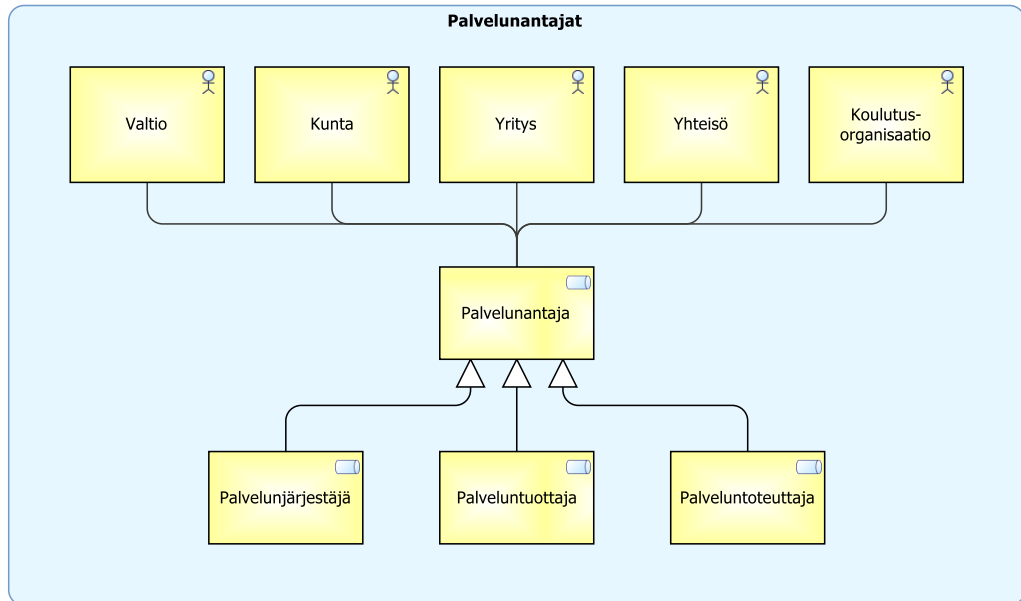 Palvelunantajat
Valtio
Kunta
Yritys
Yhteisö
Koulutus-
organisaatio
Palvelunantaja
Palvelunjärjestäjä
Palveluntuottaja
Palveluntoteuttaja